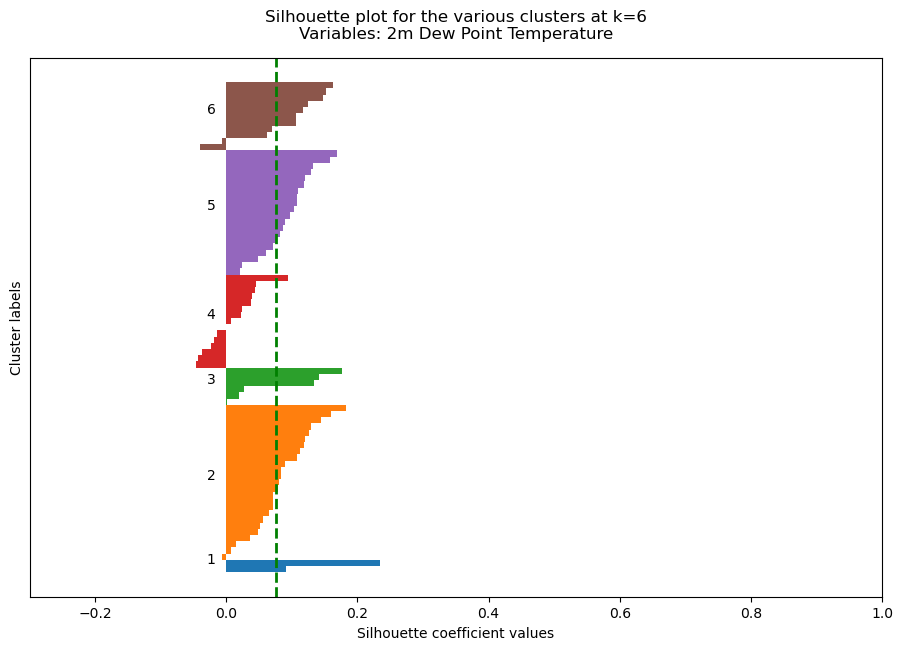 Silhouette plot for the various clusters at k=6
Variables: 2m Dew Point Temperature
Cluster labels
6
5
4
3
2
1
−0.2 0.0 0.2 0.4 0.6 0.8 1.0
Silhouette coefficient values